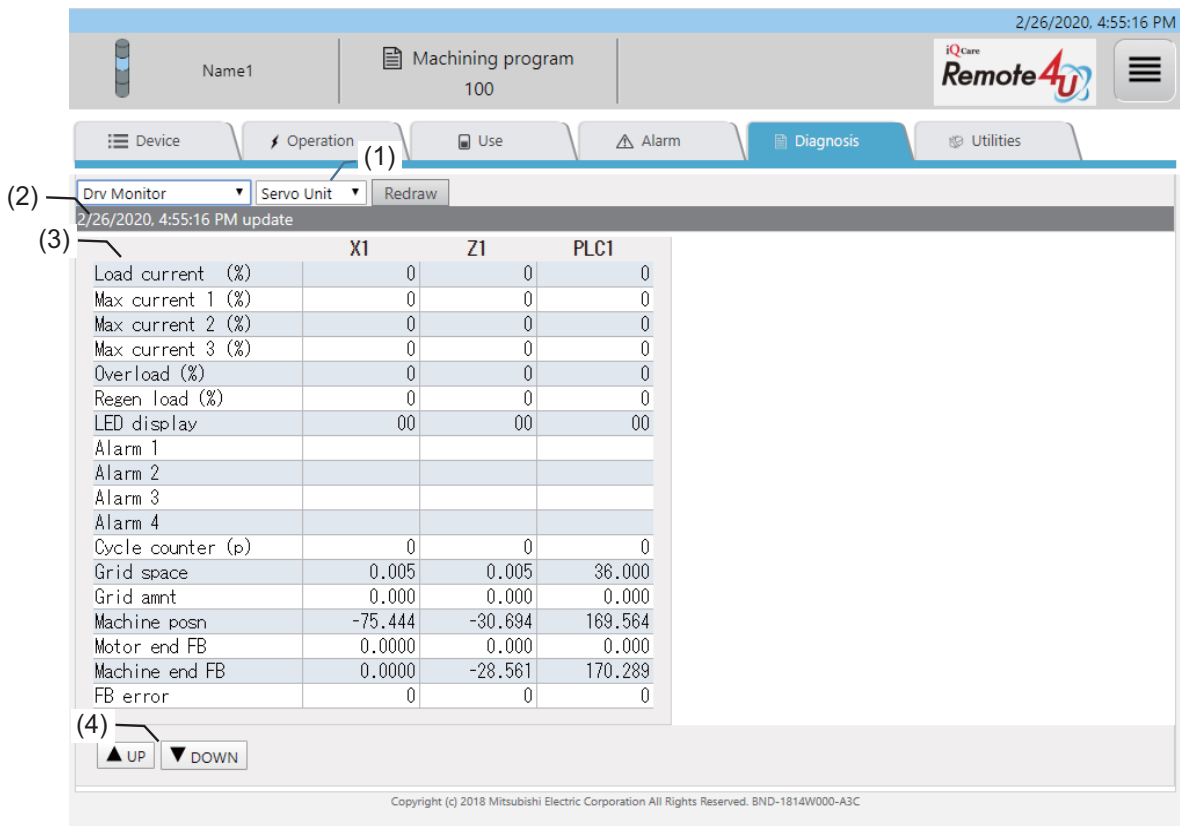 2/26/2020, 4:55:16 PM
Name1
Machining program
100
iQ Care
Remote4U
Device
Operation
Use
Alarm
Diagnosis
Utilities
(1)
(2)
Drv Monitor
Servo Unit
Redraw
2/26/2020, 4:55:16 PM update
(3)
X1 Z1 PLC1
Load current (%) 0 0 0
Max current 1 (%) 0 0 0
Max current 2 (%) 0 0 0
Max current 3 (%) 0 0 0
Overload (%) 0 0 0
Regen load (%) 0 0 0
LED display 00 00 00
Alarm 1
Alarm 2
Alarm 3
Alarm 4
Cycle counter (p) 0 0 0
Grid space 0.005 0.005 36.000
Grid amnt 0.000 0.000 0.000
Machine posn -75.444 -30.694 169.564
Motor end FB 0.0000 0.000 0.000
Machine end FB 0.0000 -28.561 170.289
FB error 0 0 0
(4)
▲ UP
▼ DOWN
Copyright (c) 2018 Mitsubishi Electric Corporation All Rights Reserved. BND-1814W000-A3C